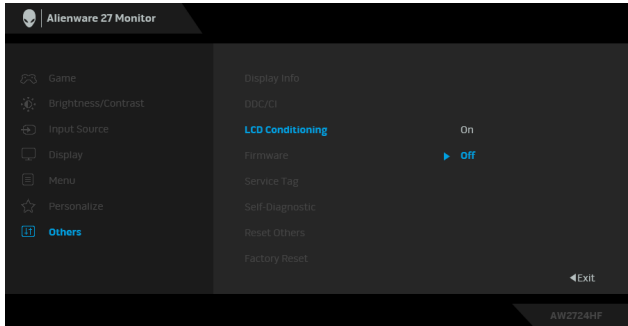 Alienware 27 Monitor
Game
Brightness/Contrast
Input Source
Display
Menu
Personalize
Others
Display Info
DDC/CI
LCD Conditioning
On
Firmware
Off
Service Tag
Self-Diagnostic
Reset Others
Factory Reset
Exit
AW2724HF